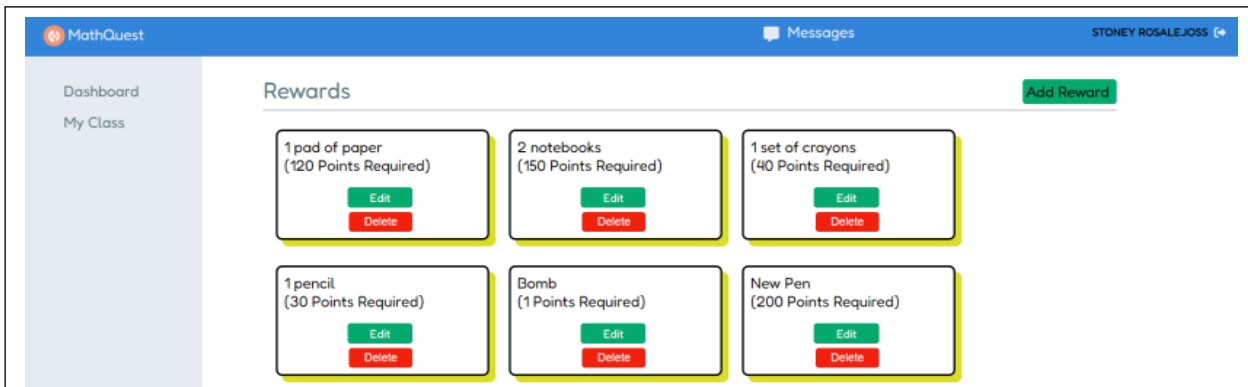 MathQuest
Messages
STONEY ROSALEJOSS
Dashboard
My Class
Rewards
Add Reward
1 pad of paper
(120 Points Required)
Edit
Delete
2 notebooks
(150 Points Required)
Edit
Delete
1 set of crayons
(40 Points Required)
Edit
Delete
1 pencil
(30 Points Required)
Edit
Delete
Bomb
(1 Points Required)
Edit
Delete
New Pen
(200 Points Required)
Edit
Delete